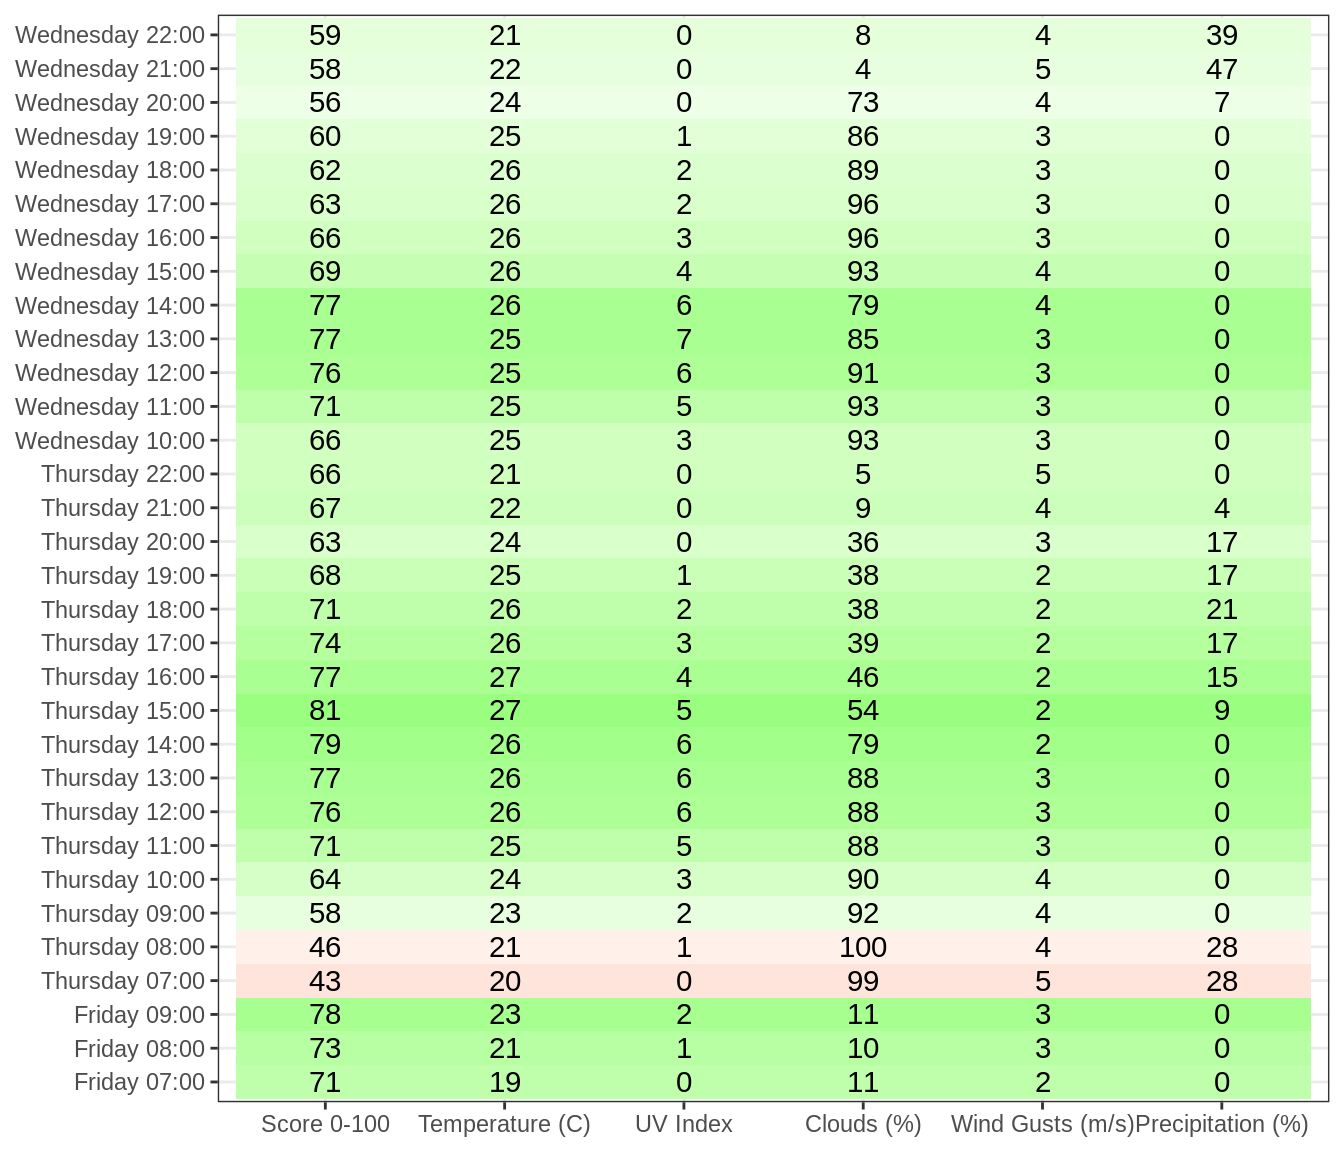 Wednesday 22:00 59 21 0 8 4 39
Wednesday 21:00 58 22 0 4 5 47
Wednesday 20:00 56 24 0 73 4 7
Wednesday 19:00 60 25 1 86 3 0
Wednesday 18:00 62 26 2 89 3 0
Wednesday 17:00 63 26 2 96 3 0
Wednesday 16:00 66 26 3 96 3 0
Wednesday 15:00 69 26 4 93 4 0
Wednesday 14:00 77 26 6 79 4 0
Wednesday 13:00 77 25 7 85 3 0
Wednesday 12:00 76 25 6 91 3 0
Wednesday 11:00 71 25 5 93 3 0
Wednesday 10:00 66 25 3 93 3 0
Thursday 22:00 66 21 0 5 5 0
Thursday 21:00 67 22 0 9 4 4
Thursday 20:00 63 24 0 36 3 17
Thursday 19:00 68 25 1 38 2 17
Thursday 18:00 71 26 2 38 2 21
Thursday 17:00 74 26 3 39 2 17
Thursday 16:00 77 27 4 46 2 15
Thursday 15:00 81 27 5 54 2 9
Thursday 14:00 79 26 6 79 2 0
Thursday 13:00 77 26 6 88 3 0
Thursday 12:00 76 26 6 88 3 0
Thursday 11:00 71 25 5 88 3 0
Thursday 10:00 64 24 3 90 4 0
Thursday 09:00 58 23 2 92 4 0
Thursday 08:00 46 21 1 100 4 28
Thursday 07:00 43 20 0 99 5 28
Friday 09:00 78 23 2 11 3 0
Friday 08:00 73 21 1 10 3 0
Friday 07:00 71 19 0 11 2 0
Score 0-100 Temperature (C) UV Index Clouds (%) Wind Gusts (m/s) Precipitation (%)